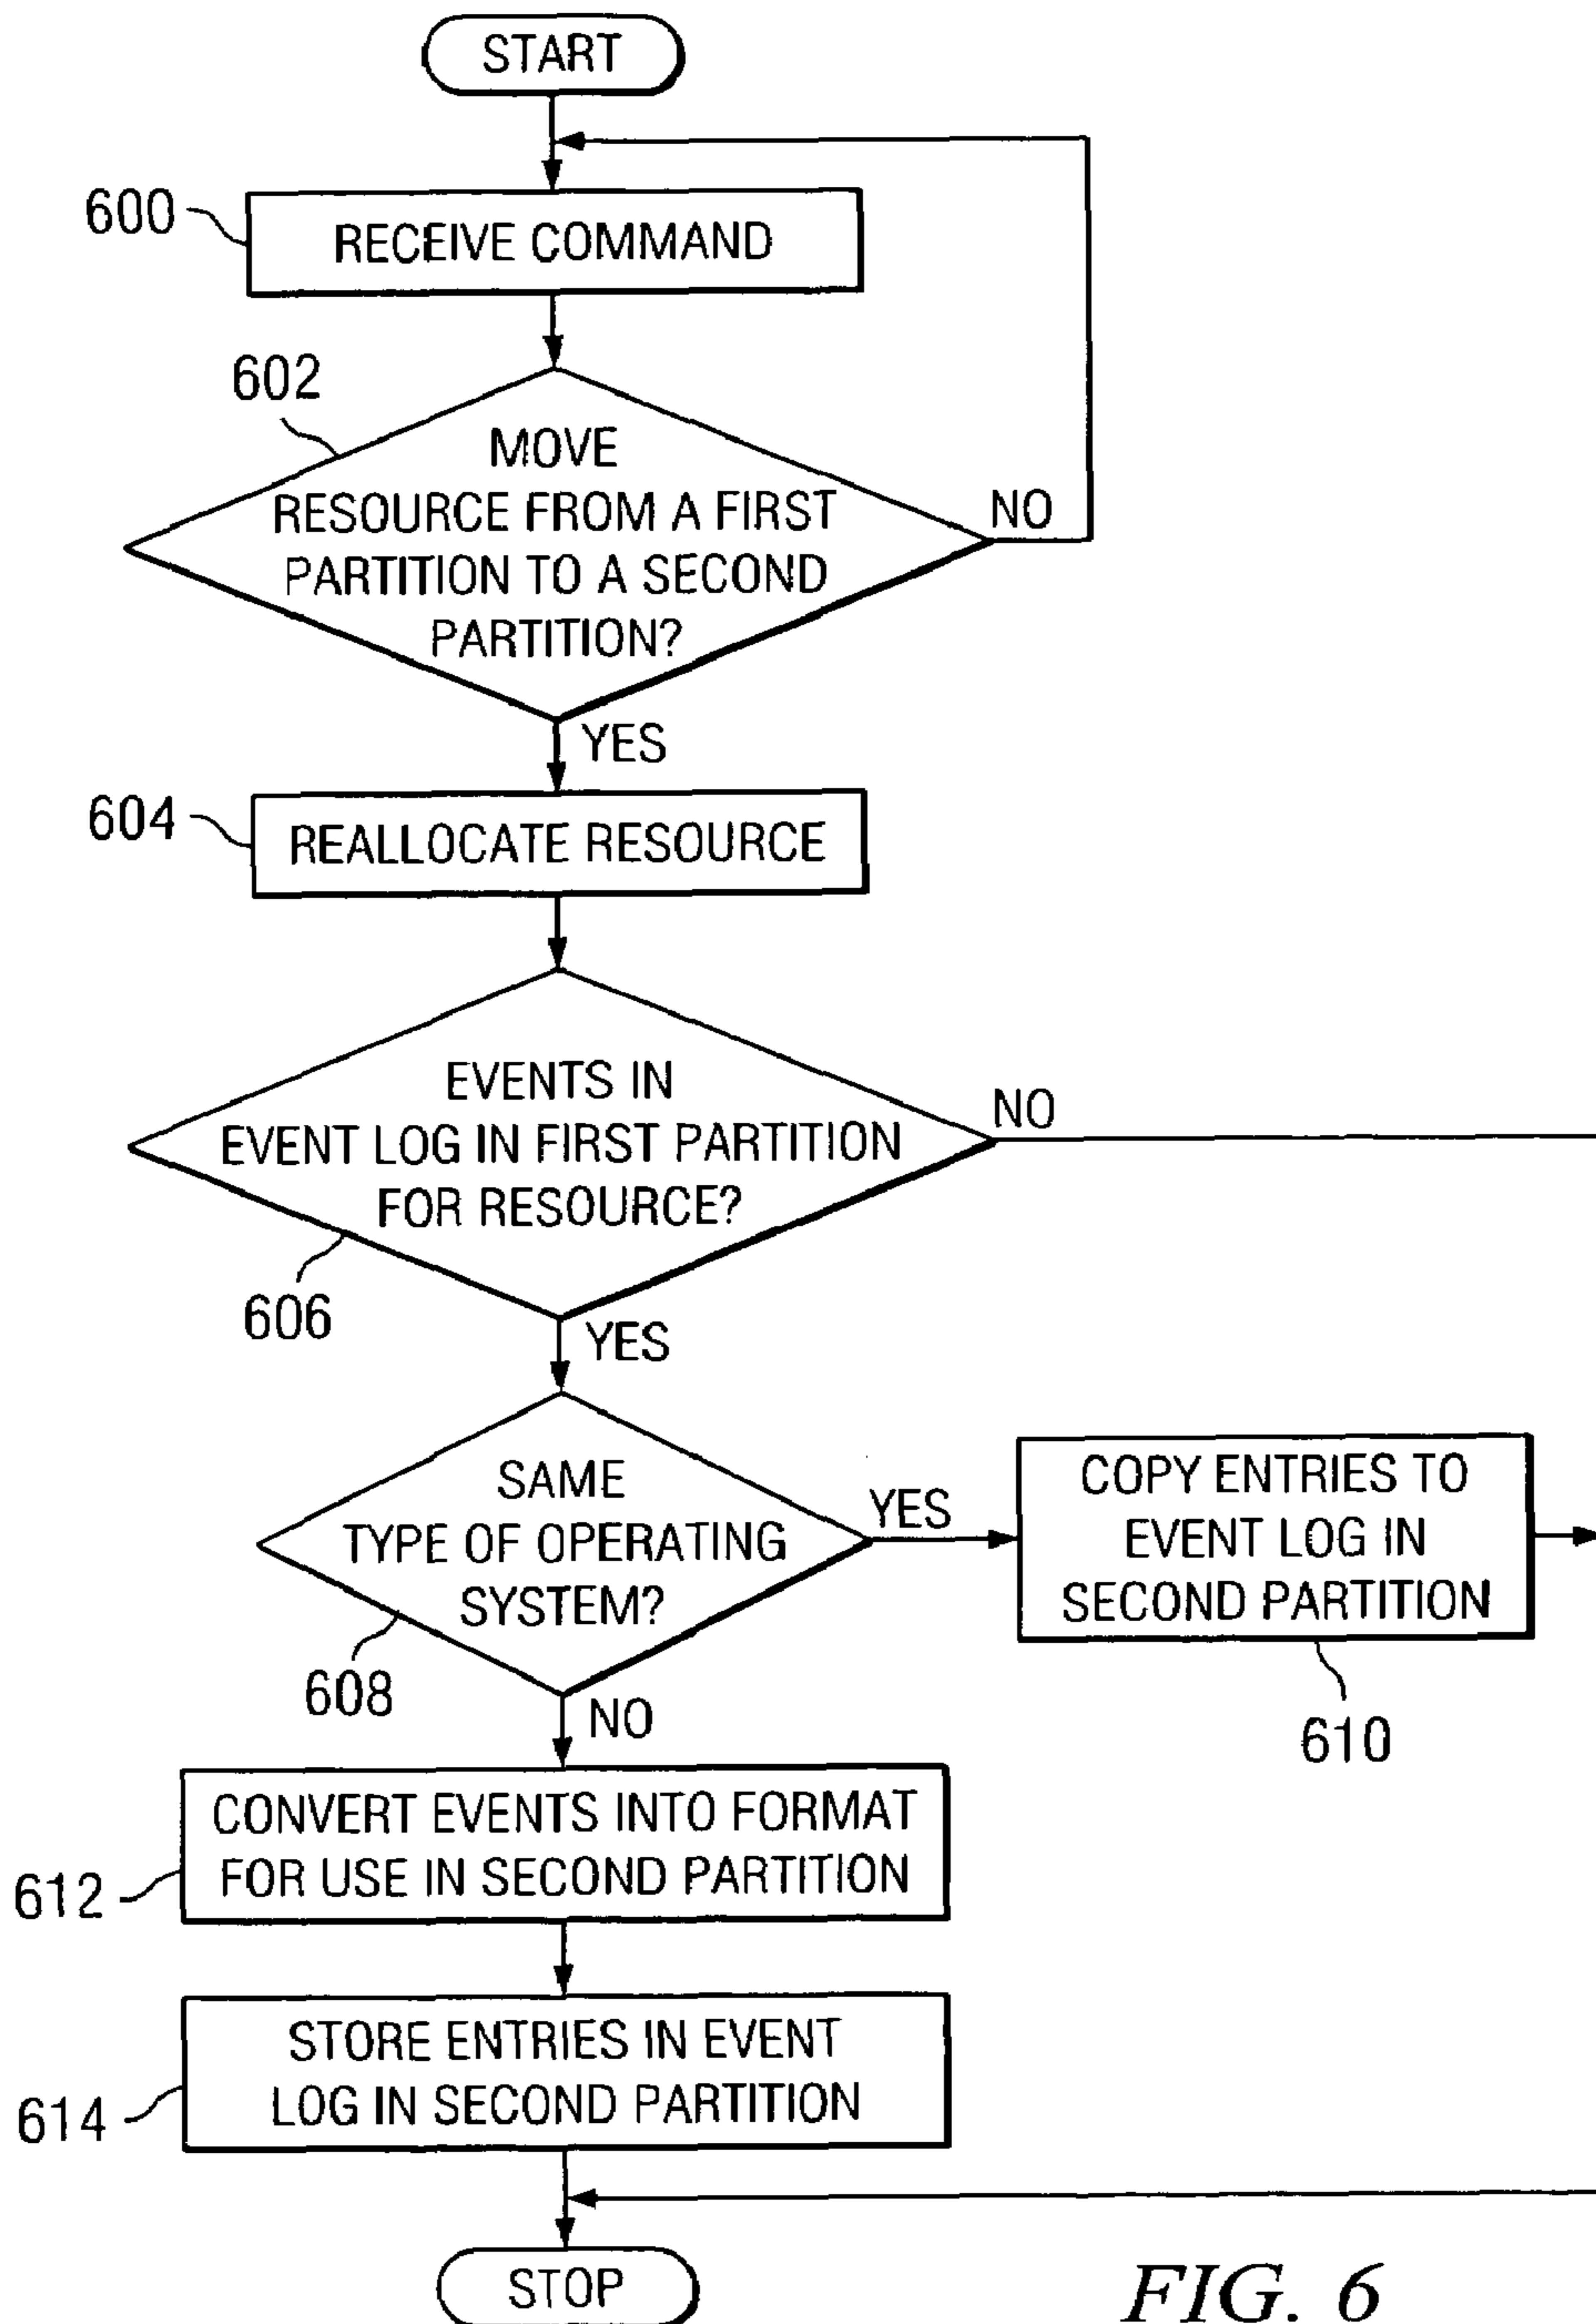 START
600
RECEIVE COMMAND
602
MOVE
RESOURCE FROM A FIRST
PARTITION TO A SECOND
PARTITION?
NO
YES
604
REALLOCATE RESOURCE
EVENTS IN
EVENT LOG IN FIRST PARTITION
FOR RESOURCE?
NO
606
YES
SAME
TYPE OF OPERATING
SYSTEM?
YES
608
COPY ENTRIES TO
EVENT LOG IN
SECOND PARTITION
610
NO
CONVERT EVENTS INTO FORMAT
FOR USE IN SECOND PARTITION
612
STORE ENTRIES IN EVENT
LOG IN SECOND PARTITION
614
STOP
FIG. 6